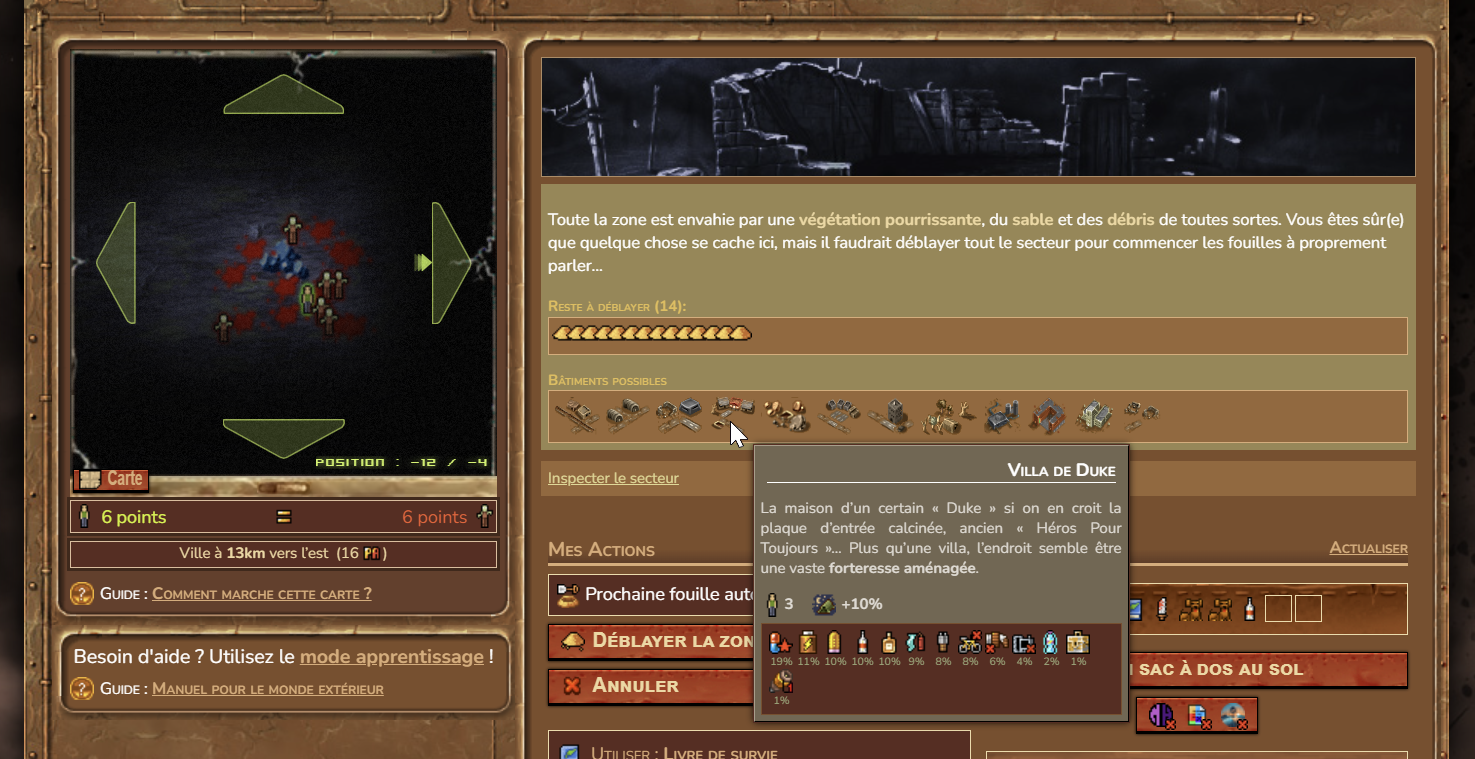 POSITION : -12 / -4
Carte
6 points
6 points
Ville à 13km vers l'est (16 PA)
Guide : Comment marche cette carte ?
Besoin d'aide ? Utilisez le mode apprentissage !
Guide : Manuel pour le monde extérieur
Toute la zone est envahie par une végétation pourrissante, du sable et des débris de toutes sortes. Vous êtes sûr(e)
que quelque chose se cache ici, mais il faudrait déblayer tout le secteur pour commencer les fouilles à proprement
parler...
Reste à déblayer (14):
Bâtiments possibles
Inspecter le secteur
Villa de Duke
La maison d'un certain « Duke » si on en croit la
plaque d'entrée calcinée, ancien « Héros Pour
Toujours »... Plus qu'une villa, l'endroit semble être
une vaste forteresse aménagée.
3 +10%
19% 11% 10% 10% 10% 9% 8% 8% 6% 4% 2% 1%
1%
Mes Actions
Actualiser
Prochaine fouille auto
Déblayer la zon
Annuler
Utiliser : Livre de survie
sac à dos au sol